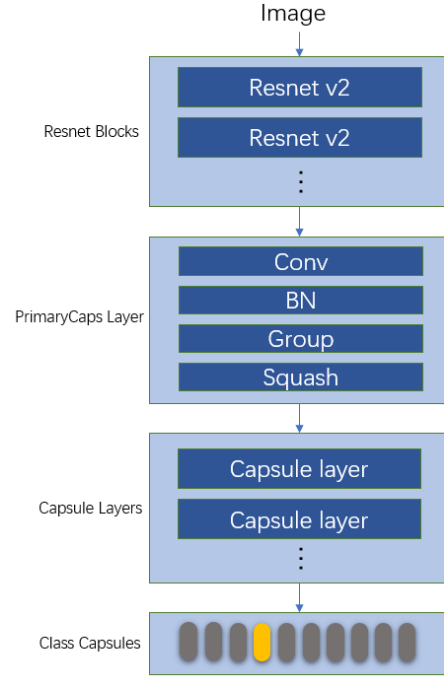 Image
Resnet Blocks
Resnet v2
Resnet v2
⋮
PrimaryCaps Layer
Conv
BN
Group
Squash
Capsule Layers
Capsule layer
Capsule layer
⋮
Class Capsules